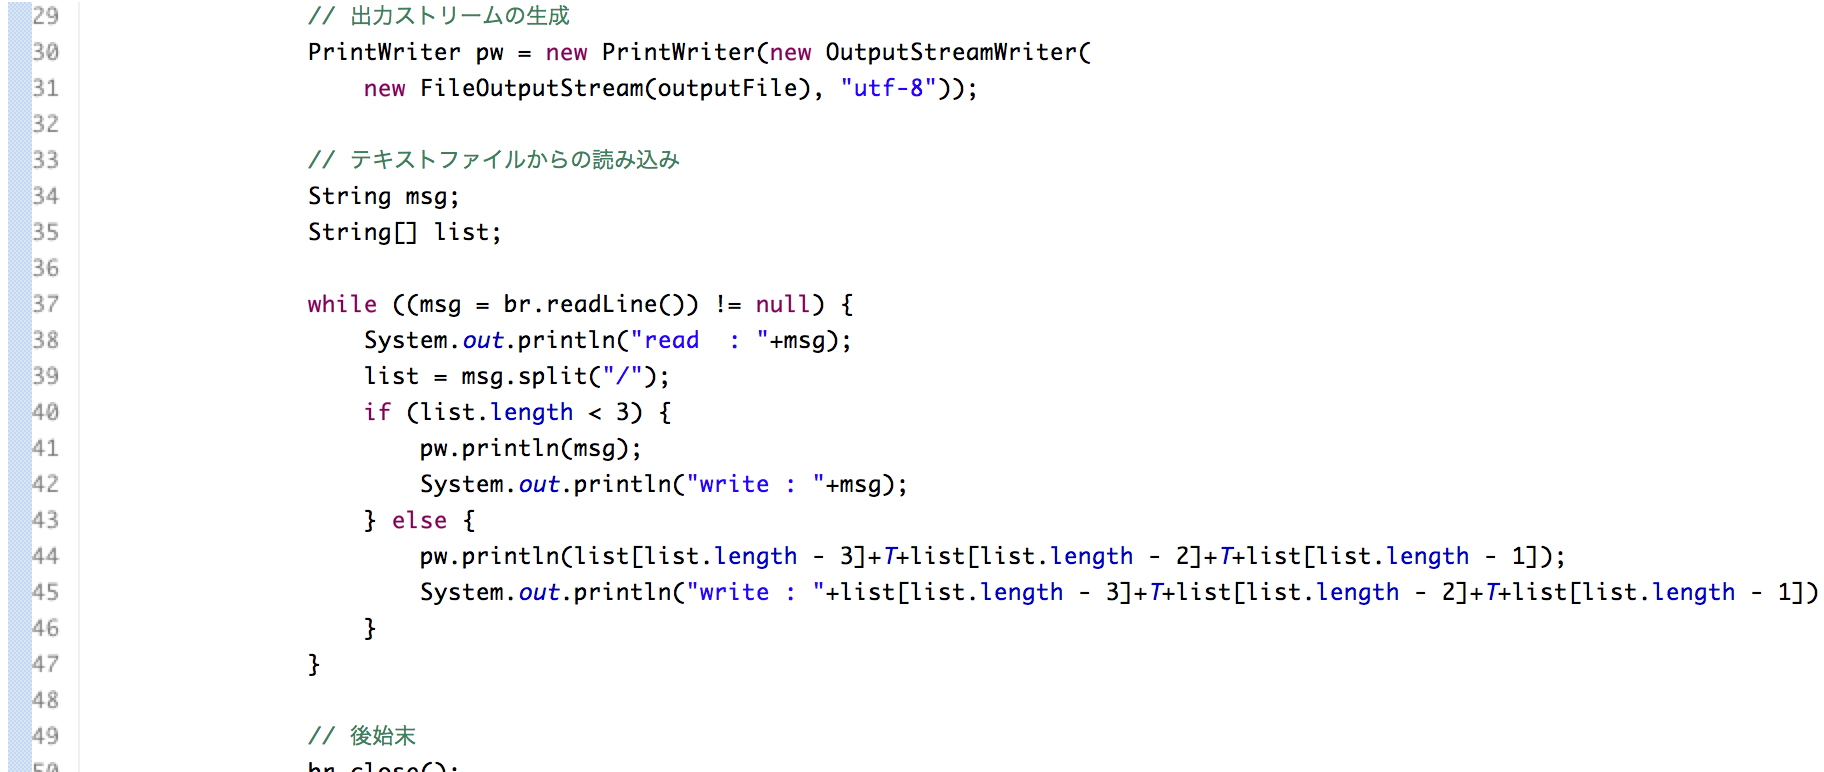 29 // 出力ストリームの生成
30 PrintWriter pw = new PrintWriter(new OutputStreamWriter(
31 new FileOutputStream(outputFile), "utf-8"));
32
33 // テキストファイルからの読み込み
34 String msg;
35 String[] list;
36
37 while ((msg = br.readLine()) != null) {
38 System.out.println("read  : "+msg);
39 list = msg.split("/");
40 if (list.length < 3) {
41 pw.println(msg);
42 System.out.println("write : "+msg);
43 } else {
44 pw.println(list[list.length - 3]+T+list[list.length - 2]+T+list[list.length - 1]);
45 System.out.println("write : "+list[list.length - 3]+T+list[list.length - 2]+T+list[list.length - 1])
46 }
47 }
48
49 // 後始末
50 br.close();